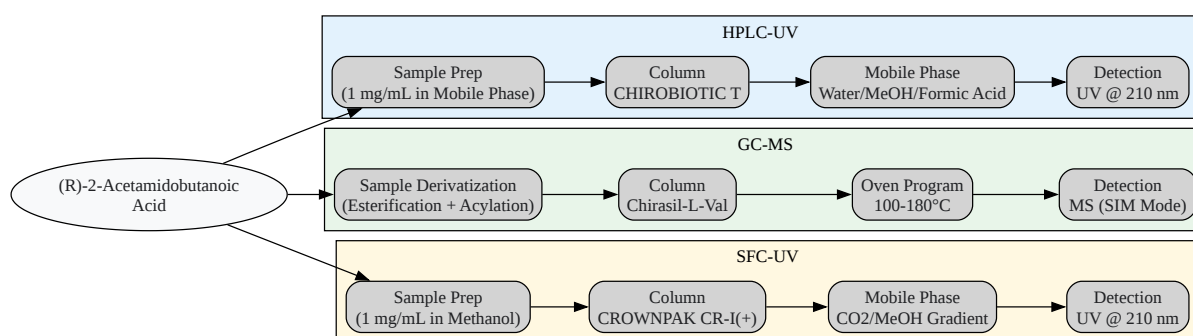 (R)-2-Acetamidobutanoic
Acid
HPLC-UV
Sample Prep
(1 mg/mL in Mobile Phase)
Column
CHIROBIOTIC T
Mobile Phase
Water/MeOH/Formic Acid
Detection
UV @ 210 nm
GC-MS
Sample Derivatization
(Esterification + Acylation)
Column
Chirasil-L-Val
Oven Program
100-180°C
Detection
MS (SIM Mode)
SFC-UV
Sample Prep
(1 mg/mL in Methanol)
Column
CROWNPAK CR-I(+)
Mobile Phase
CO2/MeOH Gradient
Detection
UV @ 210 nm